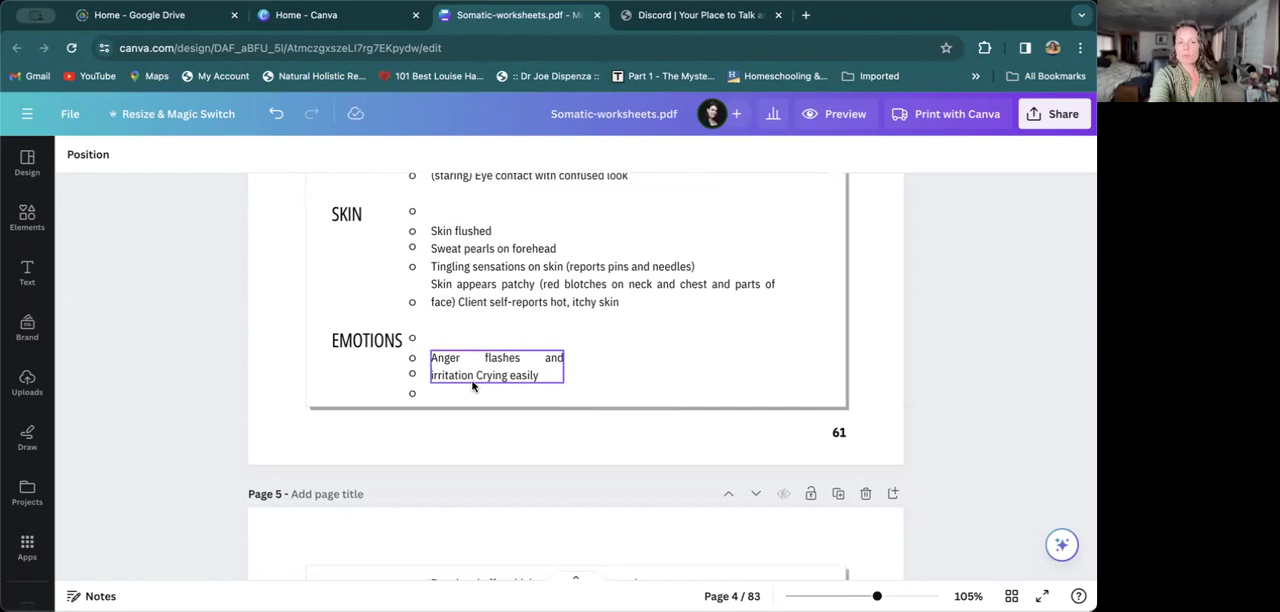 Home - Google Drive
Home - Canva
Somatic-worksheets.pdf - Ma
Discord | Your Place to Talk a
canva.com/design/DAF_aBFU_5I/AtmczgxszeLI7rg7EKpydw/edit
Gmail
YouTube
Maps
My Account
Natural Holistic Re...
101 Best Louise Ha...
:: Dr Joe Dispenza ::
Part 1 - The Myste...
Homeschooling &...
Imported
»
All Bookmarks
File
Resize & Magic Switch
Somatic-worksheets.pdf
Preview
Print with Canva
Share
Position
Design
Elements
Text
Brand
Uploads
Draw
Projects
Apps
(staring) Eye contact with confused look
SKIN
Skin flushed
Sweat pearls on forehead
Tingling sensations on skin (reports pins and needles)
Skin appears patchy (red blotches on neck and chest and parts of
face) Client self-reports hot, itchy skin
EMOTIONS
Anger flashes and
irritation Crying easily
61
Page 5 - Add page title
Notes
Page 4 / 83
105%